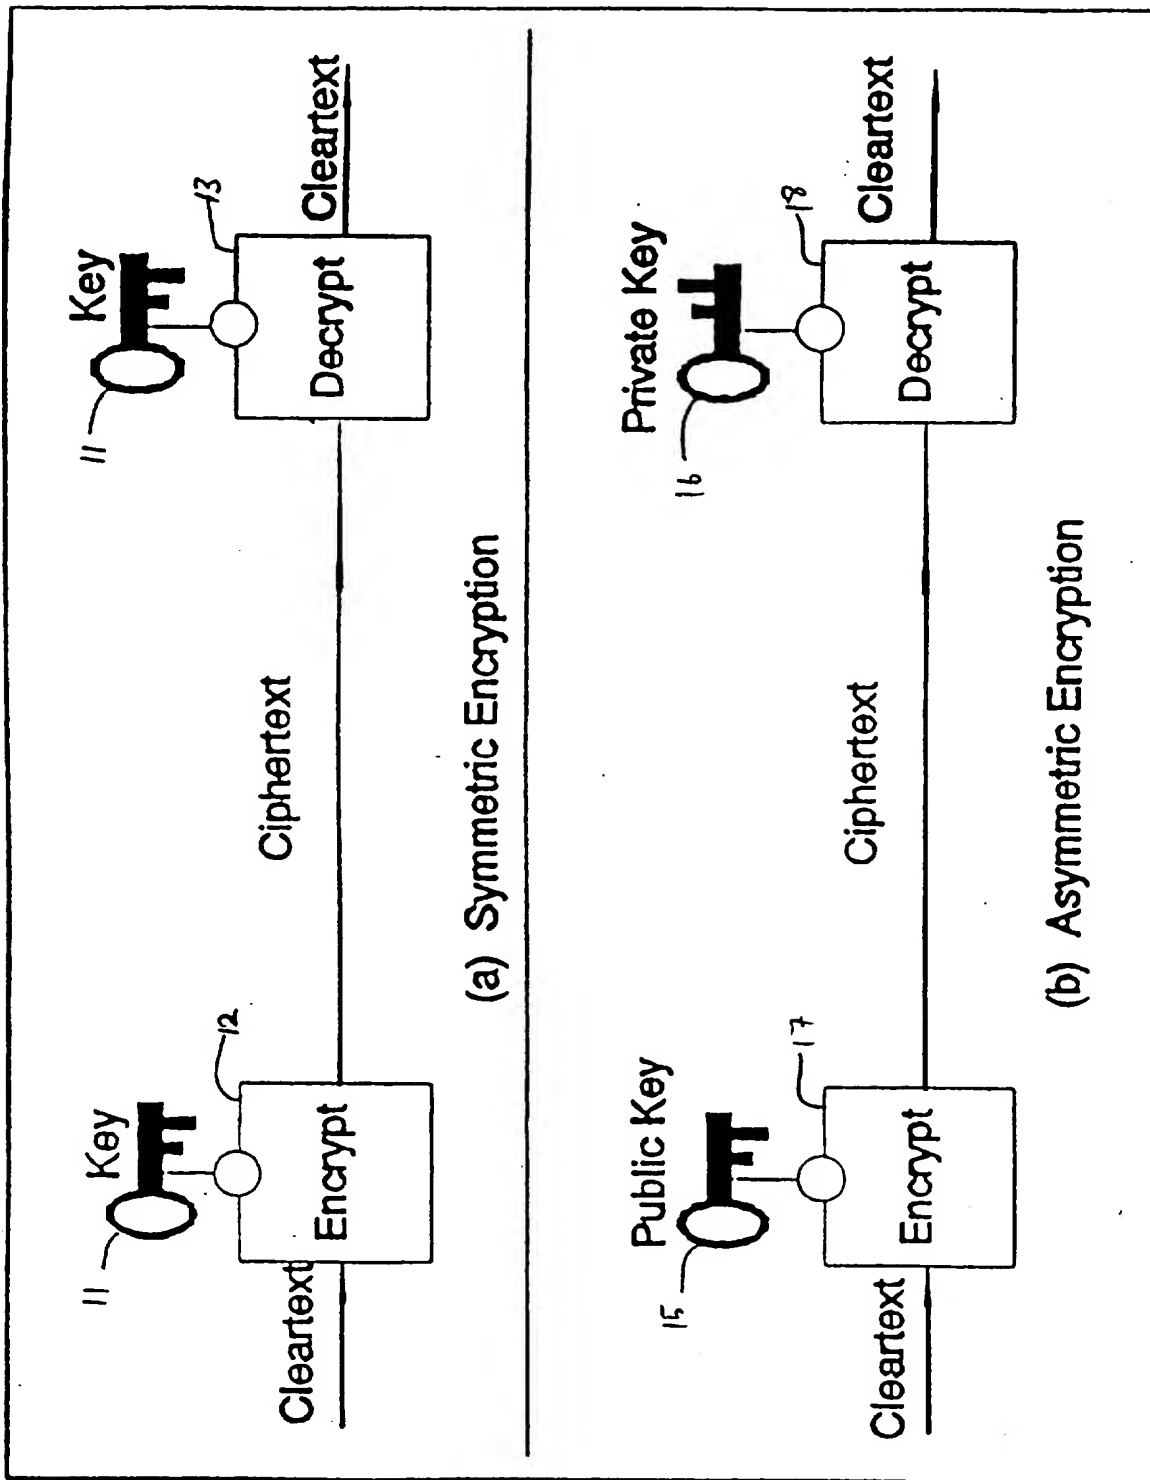 Key
Key
11
12
11
13
Cleartext
Encrypt
Ciphertext
Decrypt
Cleartext
(a) Symmetric Encryption
Public Key
Private Key
15
17
16
18
Cleartext
Encrypt
Ciphertext
Decrypt
Cleartext
(b) Asymmetric Encryption